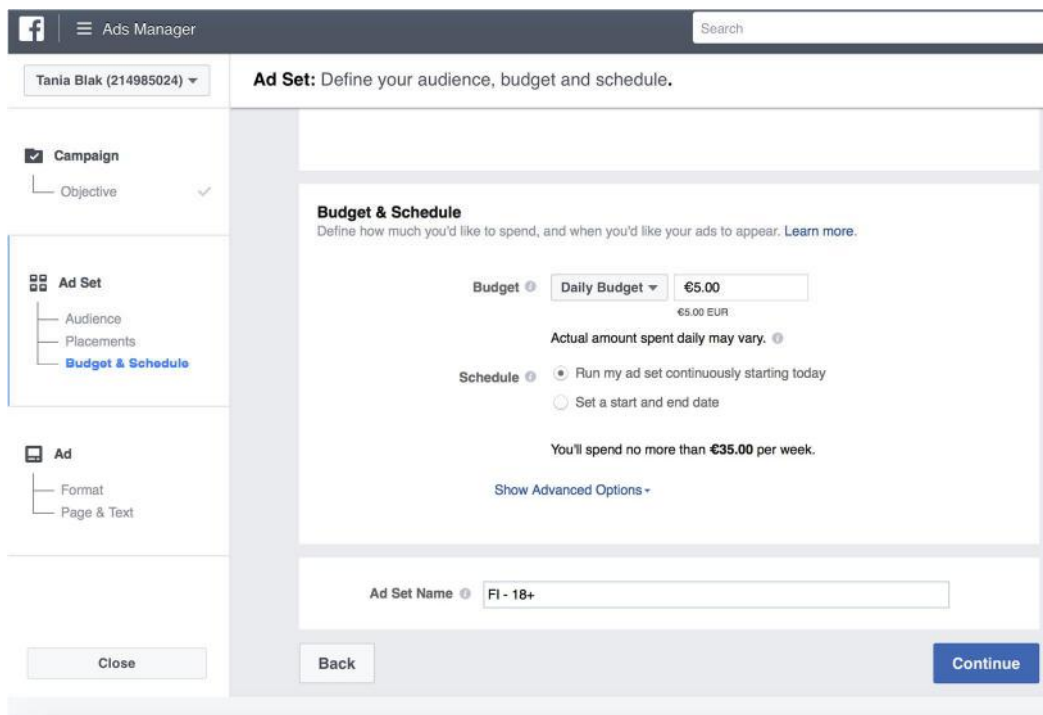 f Ads Manager
Search
Tania Blak (214985024)
Ad Set: Define your audience, budget and schedule.
Campaign
Objective
Ad Set
Audience
Placements
Budget & Schedule
Ad
Format
Page & Text
Close
Budget & Schedule
Define how much you'd like to spend, and when you'd like your ads to appear. Learn more.
Budget i Daily Budget €5.00
€5.00 EUR
Actual amount spent daily may vary. i
Schedule i Run my ad set continuously starting today
Set a start and end date
You'll spend no more than €35.00 per week.
Show Advanced Options
Ad Set Name i FI - 18+
Back
Continue